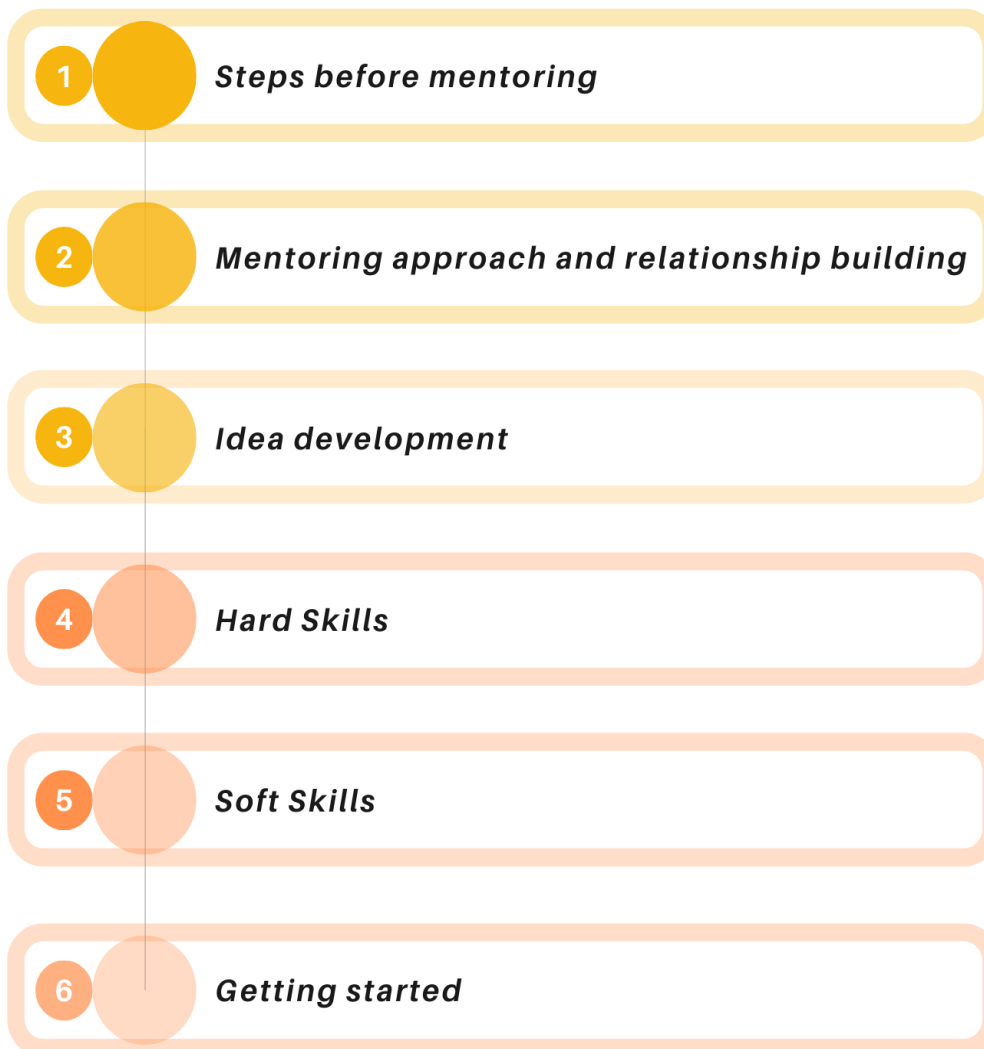 1 Steps before mentoring
2 Mentoring approach and relationship building
3 Idea development
4 Hard Skills
5 Soft Skills
6 Getting started